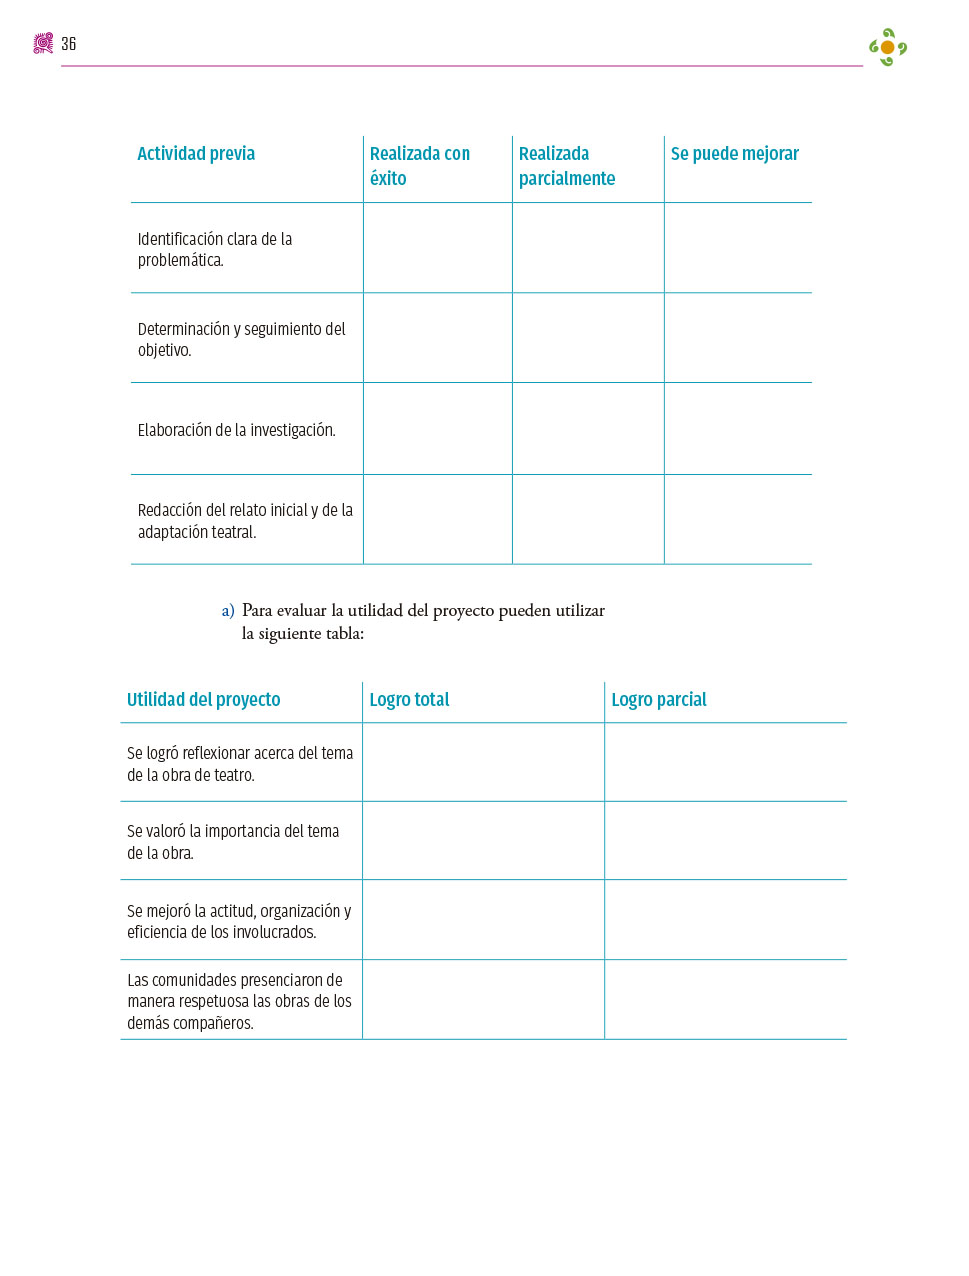 36
Actividad previa
Realizada con
éxito
Realizada
parcialmente
Se puede mejorar
Identificación clara de la
problemática.
Determinación y seguimiento del
objetivo.
Elaboración de la investigación.
Redacción del relato inicial y de la
adaptación teatral.
a) Para evaluar la utilidad del proyecto pueden utilizar
la siguiente tabla:
Utilidad del proyecto
Logro total
Logro parcial
Se logró reflexionar acerca del tema
de la obra de teatro.
Se valoró la importancia del tema
de la obra.
Se mejoró la actitud, organización y
eficiencia de los involucrados.
Las comunidades presenciaron de
manera respetuosa las obras de los
demás compañeros.